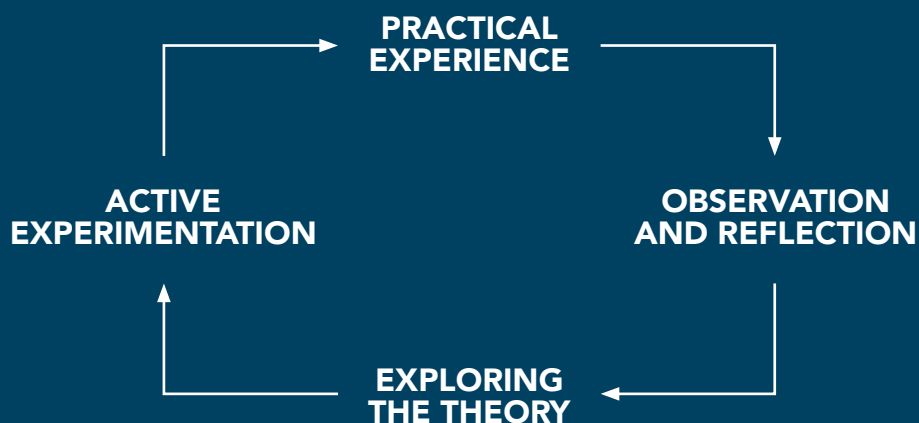 PRACTICAL
EXPERIENCE
ACTIVE
EXPERIMENTATION
OBSERVATION
AND REFLECTION
EXPLORING
THE THEORY